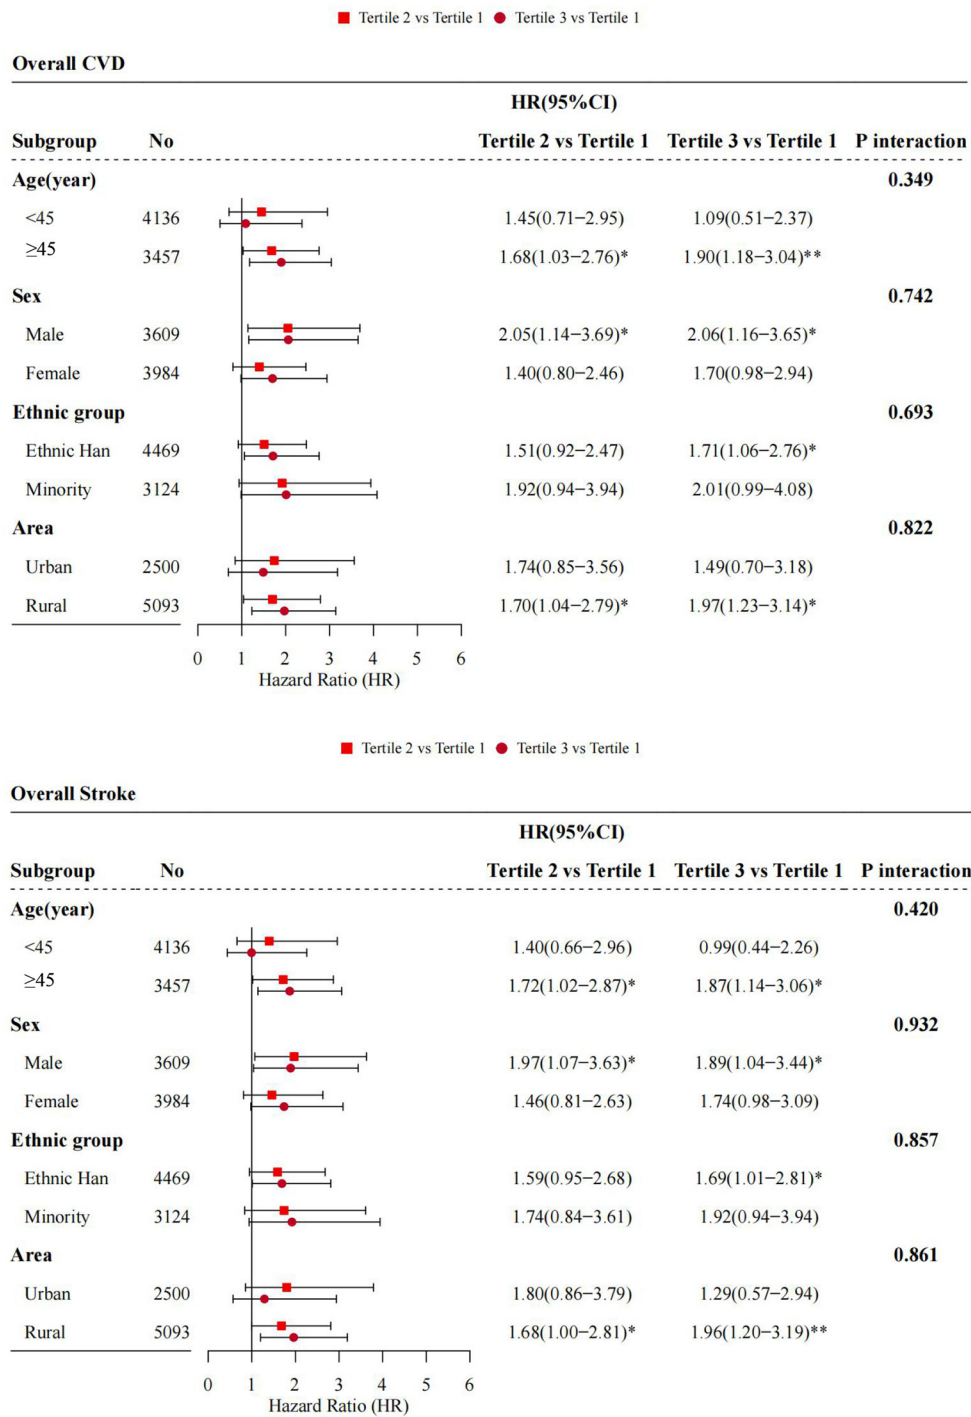 Tertile 2 vs Tertile 1 Tertile 3 vs Tertile 1
Overall CVD
HR(95%CI)
Subgroup No Tertile 2 vs Tertile 1 Tertile 3 vs Tertile 1 P interaction
Age(year) 0.349
<45 4136 1.45(0.71−2.95) 1.09(0.51−2.37)
≥45 3457 1.68(1.03−2.76)* 1.90(1.18−3.04)**
Sex 0.742
Male 3609 2.05(1.14−3.69)* 2.06(1.16−3.65)*
Female 3984 1.40(0.80−2.46) 1.70(0.98−2.94)
Ethnic group 0.693
Ethnic Han 4469 1.51(0.92−2.47) 1.71(1.06−2.76)*
Minority 3124 1.92(0.94−3.94) 2.01(0.99−4.08)
Area 0.822
Urban 2500 1.74(0.85−3.56) 1.49(0.70−3.18)
Rural 5093 1.70(1.04−2.79)* 1.97(1.23−3.14)*
0 1 2 3 4 5 6
Hazard Ratio (HR)
Tertile 2 vs Tertile 1 Tertile 3 vs Tertile 1
Overall Stroke
HR(95%CI)
Subgroup No Tertile 2 vs Tertile 1 Tertile 3 vs Tertile 1 P interaction
Age(year) 0.420
<45 4136 1.40(0.66−2.96) 0.99(0.44−2.26)
≥45 3457 1.72(1.02−2.87)* 1.87(1.14−3.06)*
Sex 0.932
Male 3609 1.97(1.07−3.63)* 1.89(1.04−3.44)*
Female 3984 1.46(0.81−2.63) 1.74(0.98−3.09)
Ethnic group 0.857
Ethnic Han 4469 1.59(0.95−2.68) 1.69(1.01−2.81)*
Minority 3124 1.74(0.84−3.61) 1.92(0.94−3.94)
Area 0.861
Urban 2500 1.80(0.86−3.79) 1.29(0.57−2.94)
Rural 5093 1.68(1.00−2.81)* 1.96(1.20−3.19)**
0 1 2 3 4 5 6
Hazard Ratio (HR)